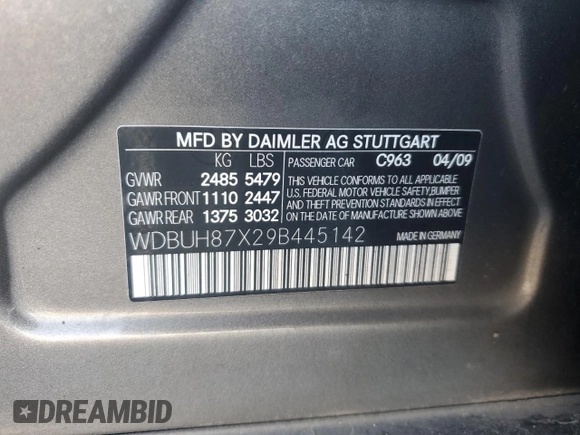 MFD BY DAIMLER AG STUTTGART
KG LBS PASSENGER CAR C963 04/09
GVWR 2485 5479 THIS VEHICLE CONFORMS TO ALL APPLICABLE
GAWR FRONT 1110 2447 U.S. FEDERAL MOTOR VEHICLE SAFETY, BUMPER
AND THEFT PREVENTION STANDARDS IN EFFECT
GAWR REAR 1375 3032 ON THE DATE OF MANUFACTURE SHOWN ABOVE.
WDBUH87X29B445142 MADE IN GERMANY
DREAMBID